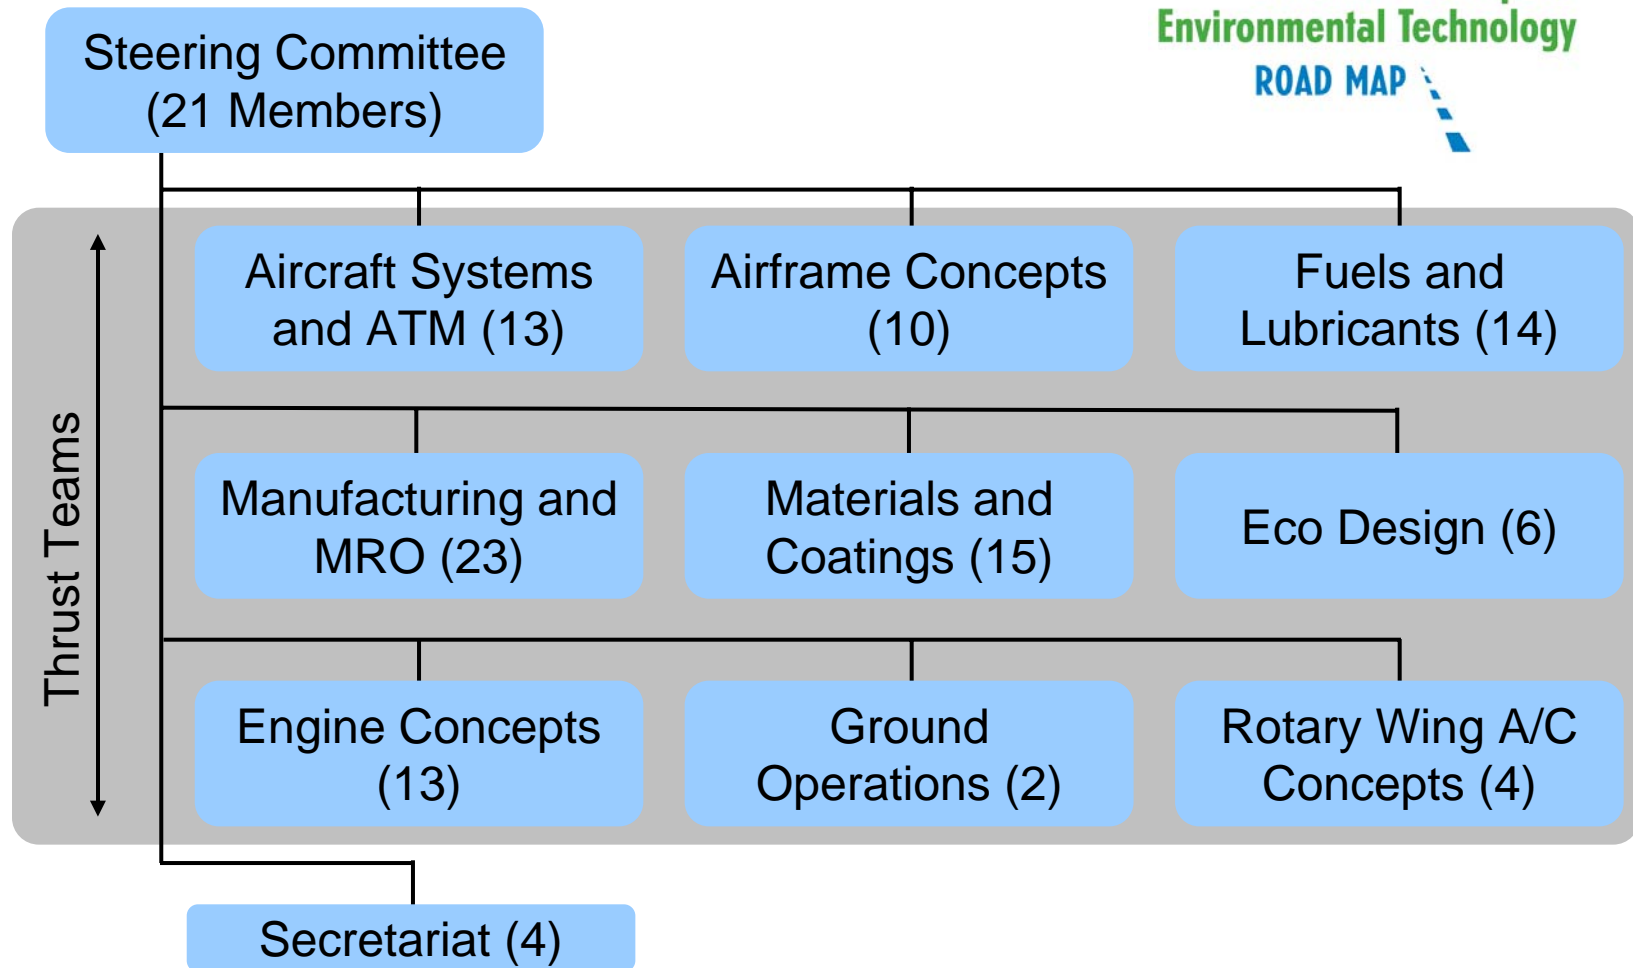 Environmental Technology
ROAD MAP
Steering Committee
(21 Members)
Thrust Teams
Aircraft Systems
and ATM (13)
Airframe Concepts
(10)
Fuels and
Lubricants (14)
Manufacturing and
MRO (23)
Materials and
Coatings (15)
Eco Design (6)
Engine Concepts
(13)
Ground
Operations (2)
Rotary Wing A/C
Concepts (4)
Secretariat (4)